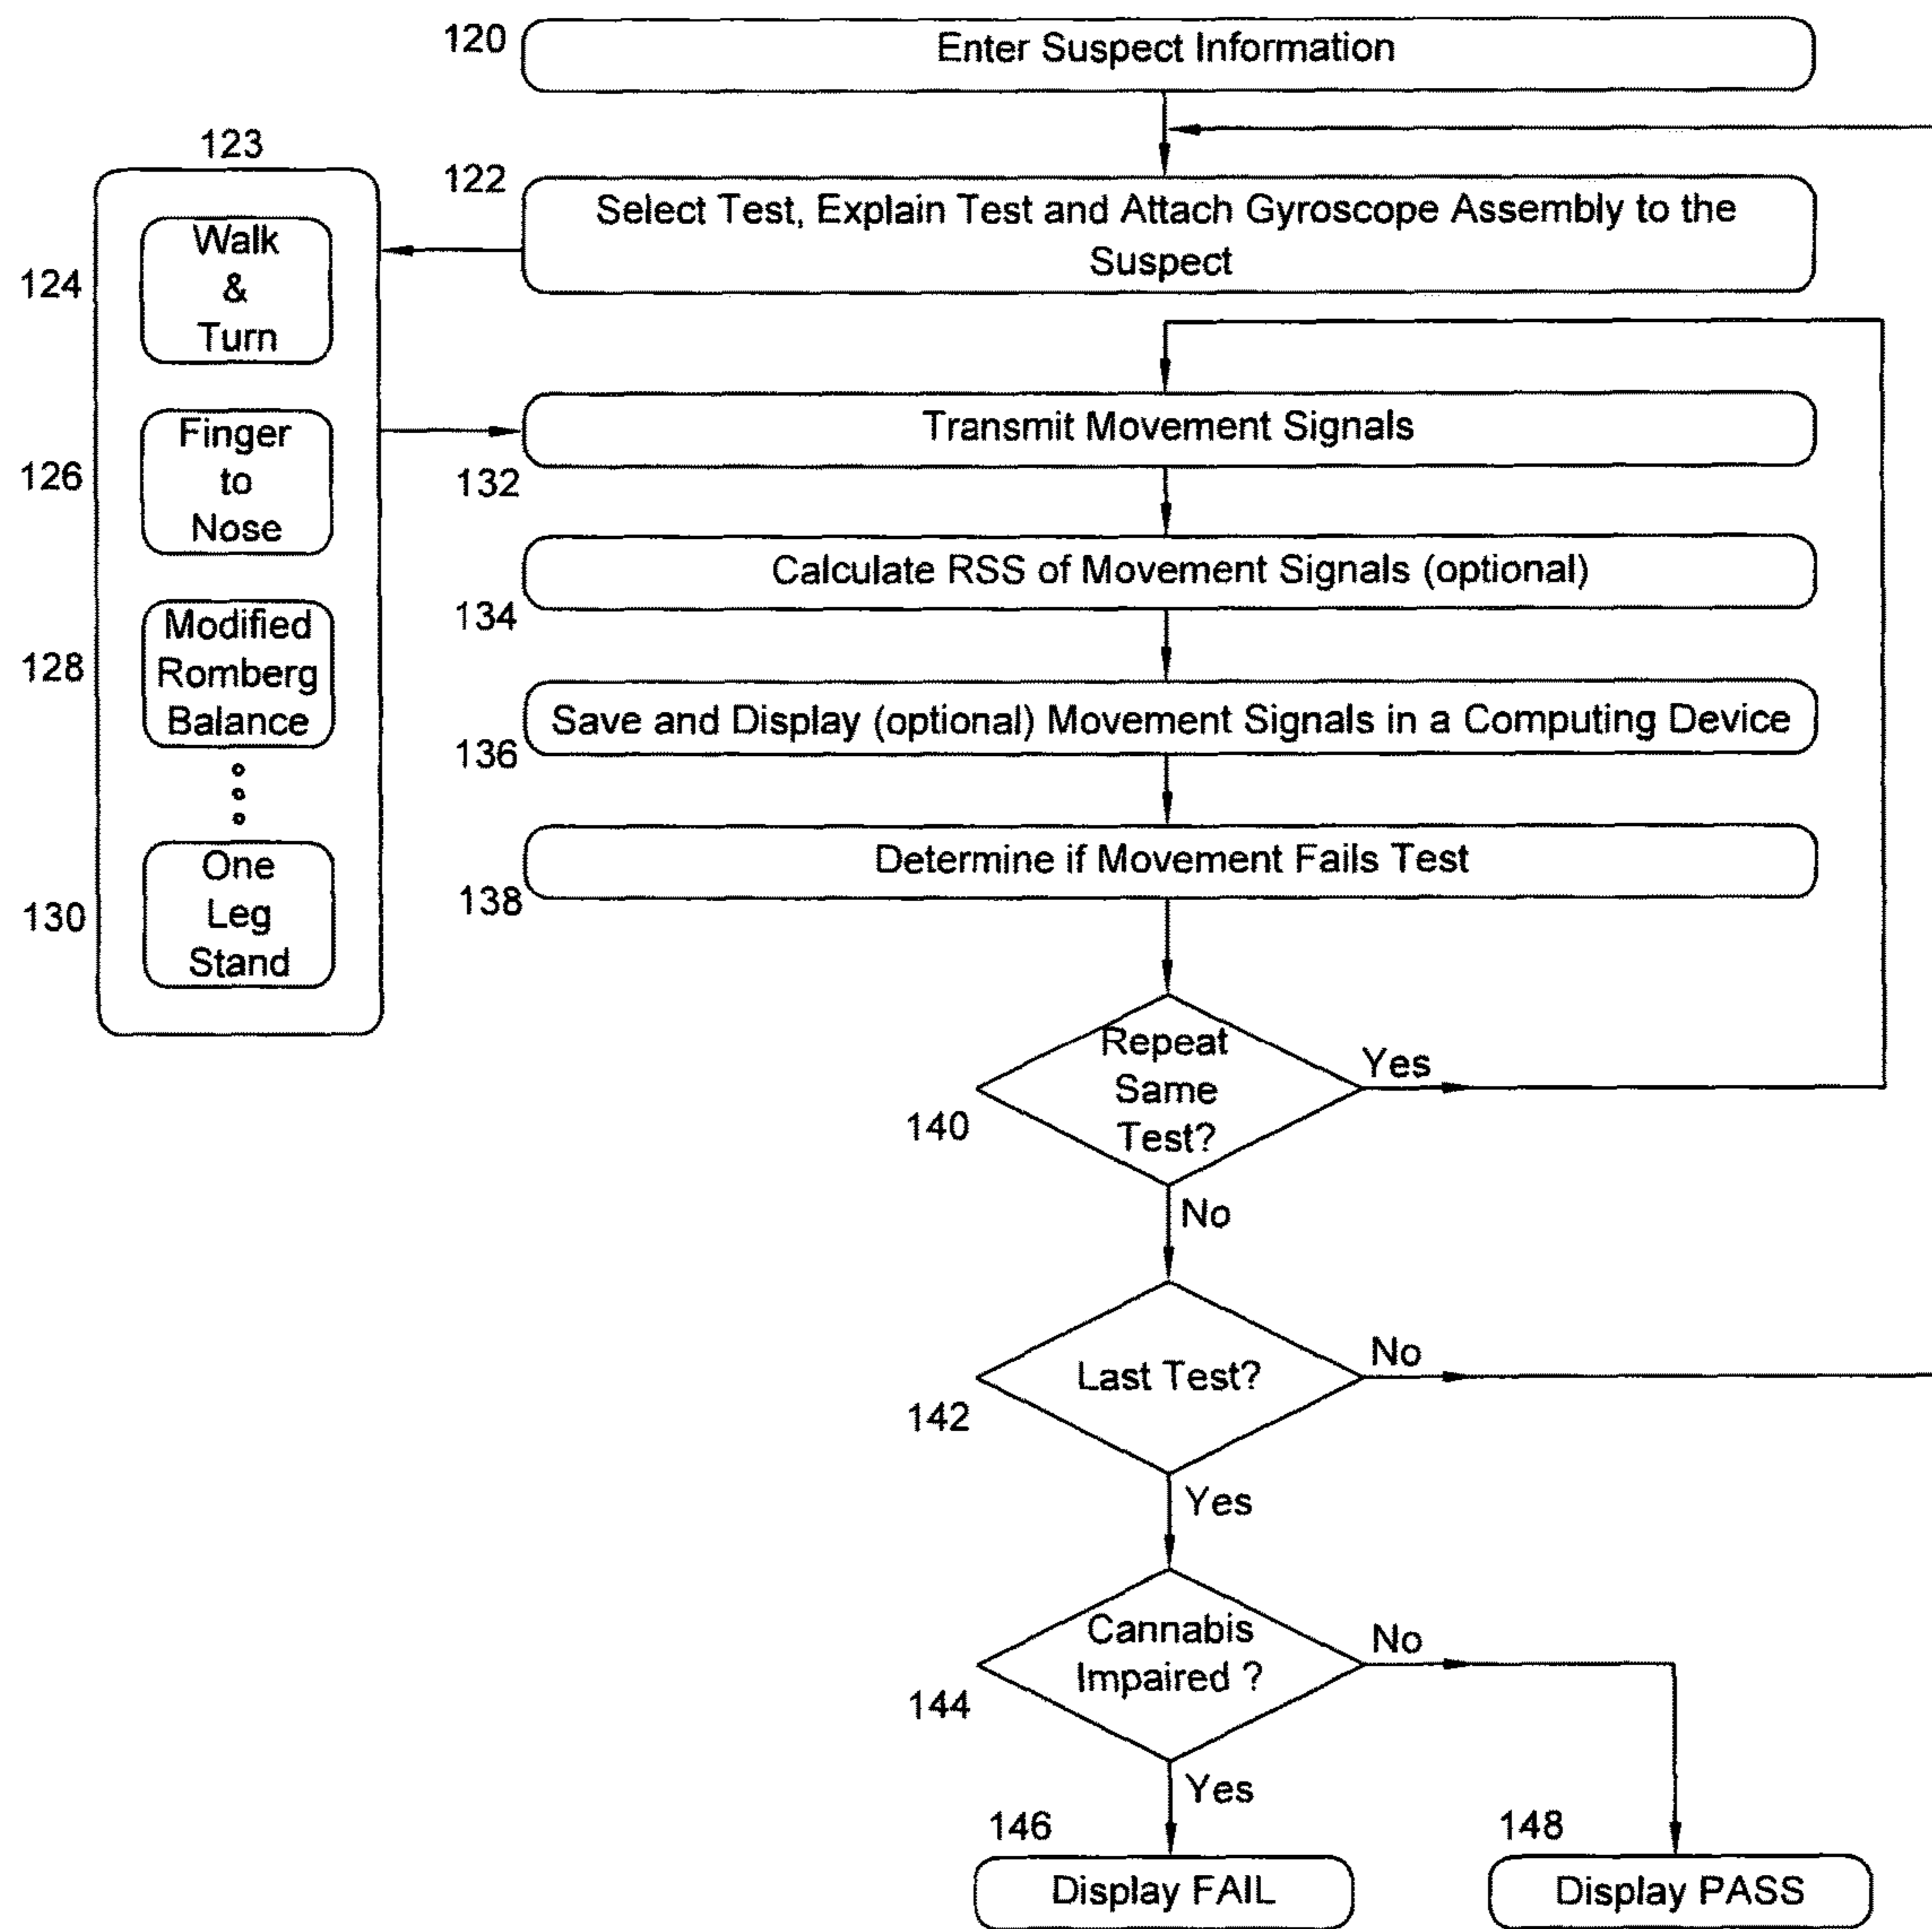 120
Enter Suspect Information
123
122
Select Test, Explain Test and Attach Gyroscope Assembly to the
Suspect
124
Walk
&
Turn
126
Finger
to
Nose
128
Modified
Romberg
Balance
130
One
Leg
Stand
Transmit Movement Signals
132
Calculate RSS of Movement Signals (optional)
134
Save and Display (optional) Movement Signals in a Computing Device
136
Determine if Movement Fails Test
138
Repeat
Same
Test?
Yes
140
No
Last Test?
No
142
Yes
Cannabis
Impaired ?
No
144
Yes
146
Display FAIL
148
Display PASS